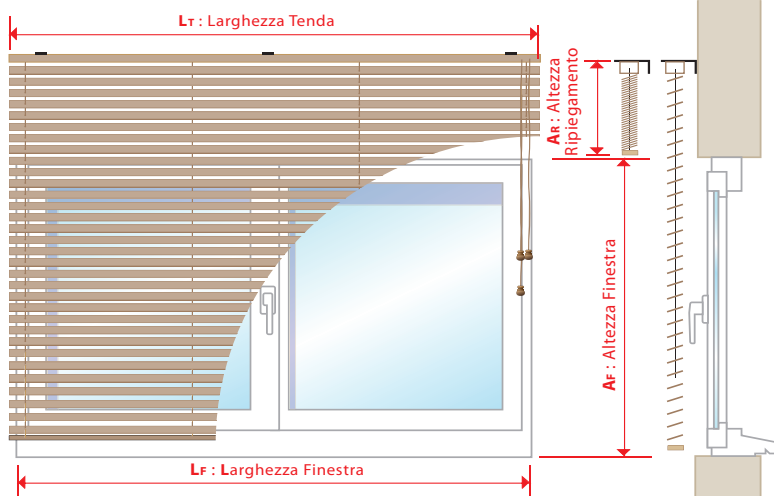 LT : Larghezza Tenda
AR : Altezza
Ripiegamento
AF : Altezza Finestra
LF : Larghezza Finestra